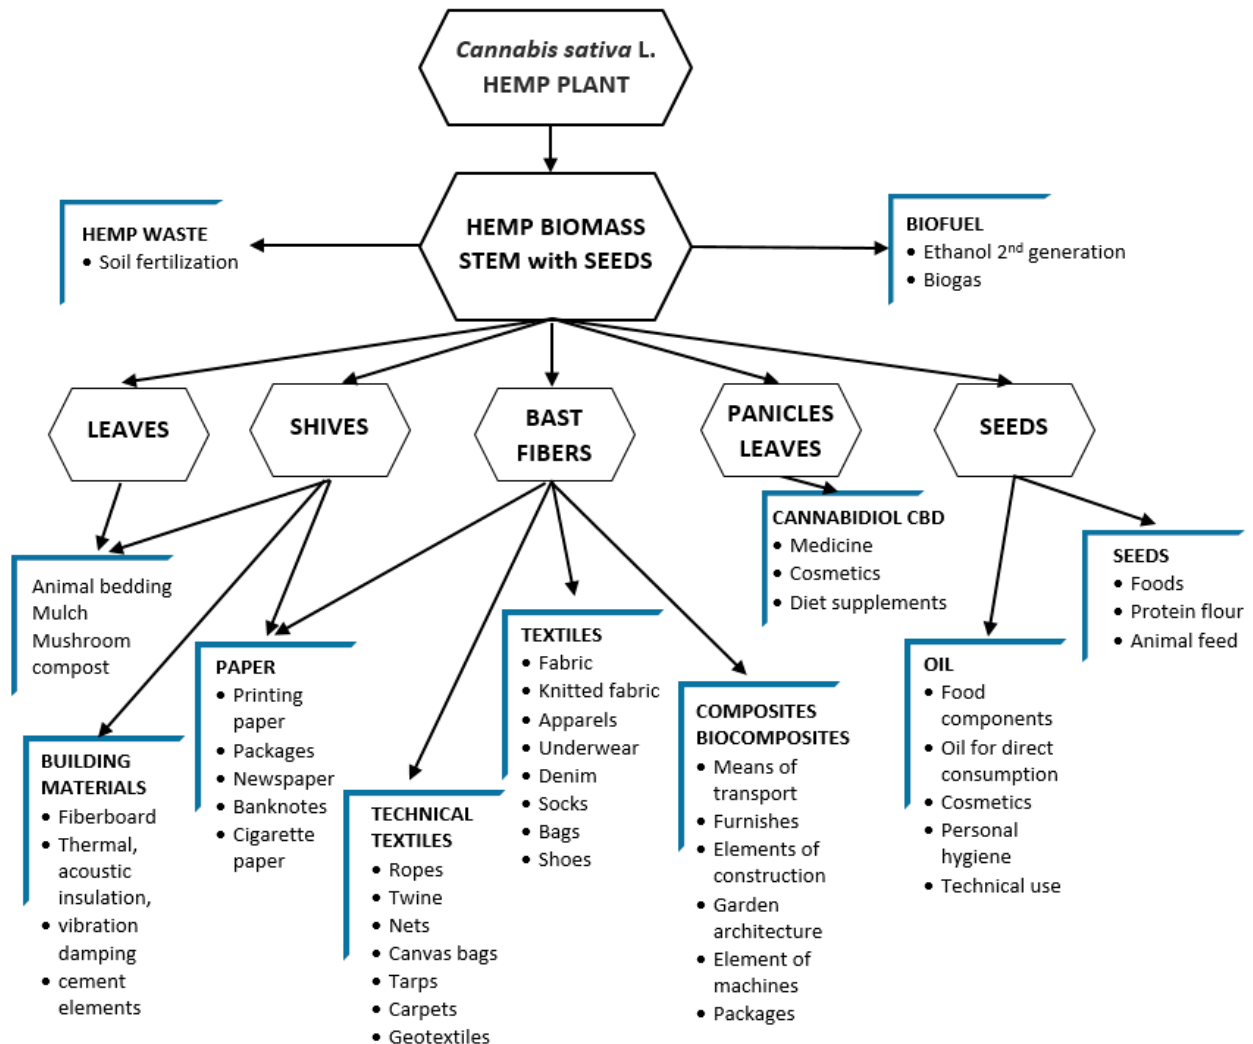 Cannabis sativa L.
HEMP PLANT
HEMP BIOMASS
STEM with SEEDS
HEMP WASTE
• Soil fertilization
BIOFUEL
• Ethanol 2nd generation
• Biogas
LEAVES
SHIVES
BAST
FIBERS
PANICLES
LEAVES
SEEDS
Animal bedding
Mulch
Mushroom
compost
BUILDING
MATERIALS
• Fiberboard
• Thermal,
acoustic
insulation,
• vibration
damping
• cement
elements
PAPER
• Printing
paper
• Packages
• Newspaper
• Banknotes
• Cigarette
paper
TECHNICAL
TEXTILES
• Ropes
• Twine
• Nets
• Canvas bags
• Tarps
• Carpets
• Geotextiles
TEXTILES
• Fabric
• Knitted fabric
• Apparels
• Underwear
• Denim
• Socks
• Bags
• Shoes
COMPOSITES
BIOCOMPOSITES
• Means of
transport
• Furnishes
• Elements of
construction
• Garden
architecture
• Element of
machines
• Packages
CANNABIDIOL CBD
• Medicine
• Cosmetics
• Diet supplements
OIL
• Food
components
• Oil for direct
consumption
• Cosmetics
• Personal
hygiene
• Technical use
SEEDS
• Foods
• Protein flour
• Animal feed